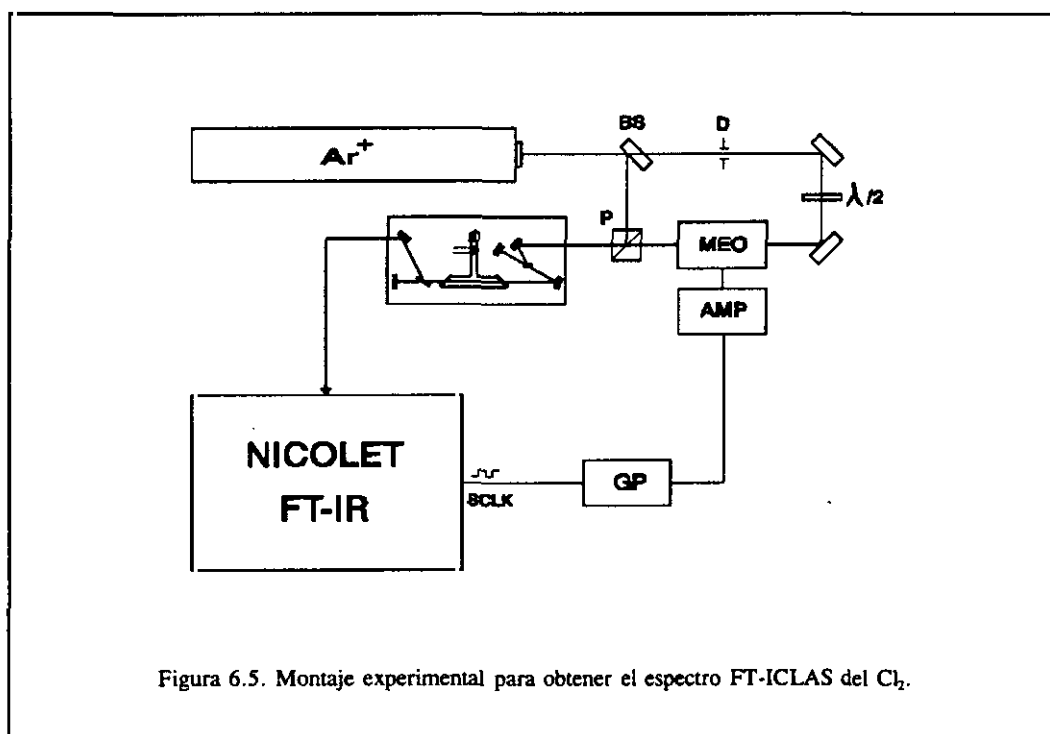 Ar+
BS
D
λ/2
P
MEO
AMP
NICOLET
FT-IR
SCLK
GP
Figura 6.5. Montaje experimental para obtener el espectro FT-ICLAS del Cl₂.